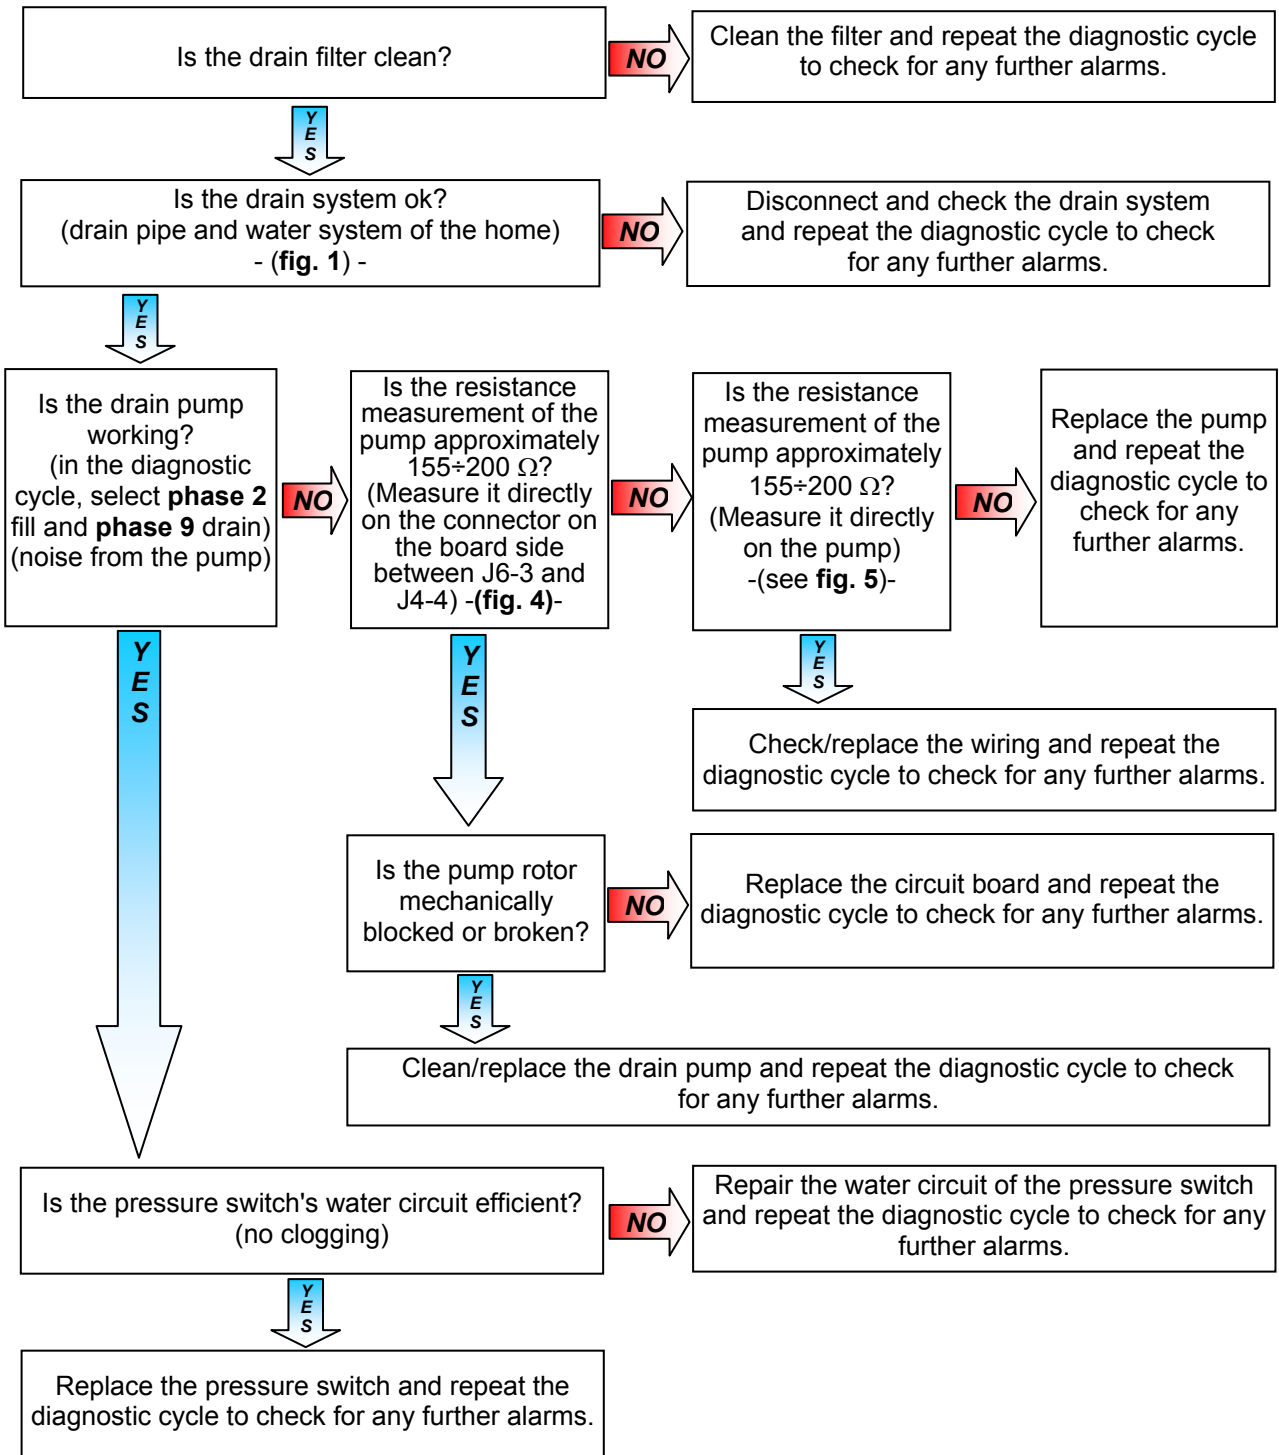 Is the drain filter clean?
NO
Clean the filter and repeat the diagnostic cycle
to check for any further alarms.
YES
Is the drain system ok?
(drain pipe and water system of the home)
- (fig. 1) -
NO
Disconnect and check the drain system
and repeat the diagnostic cycle to check
for any further alarms.
YES
Is the drain pump
working?
(in the diagnostic
cycle, select phase 2
fill and phase 9 drain)
(noise from the pump)
NO
Is the resistance
measurement of the
pump approximately
155÷200 Ω?
(Measure it directly
on the connector on
the board side
between J6-3 and
J4-4) -(fig. 4)-
NO
Is the resistance
measurement of the
pump approximately
155÷200 Ω?
(Measure it directly
on the pump)
-(see fig. 5)-
NO
Replace the pump
and repeat the
diagnostic cycle to
check for any
further alarms.
YES
YES
YES
Check/replace the wiring and repeat the
diagnostic cycle to check for any further alarms.
Is the pump rotor
mechanically
blocked or broken?
NO
Replace the circuit board and repeat the
diagnostic cycle to check for any further alarms.
YES
Clean/replace the drain pump and repeat the diagnostic cycle to check
for any further alarms.
Is the pressure switch's water circuit efficient?
(no clogging)
NO
Repair the water circuit of the pressure switch
and repeat the diagnostic cycle to check for any
further alarms.
YES
Replace the pressure switch and repeat the
diagnostic cycle to check for any further alarms.